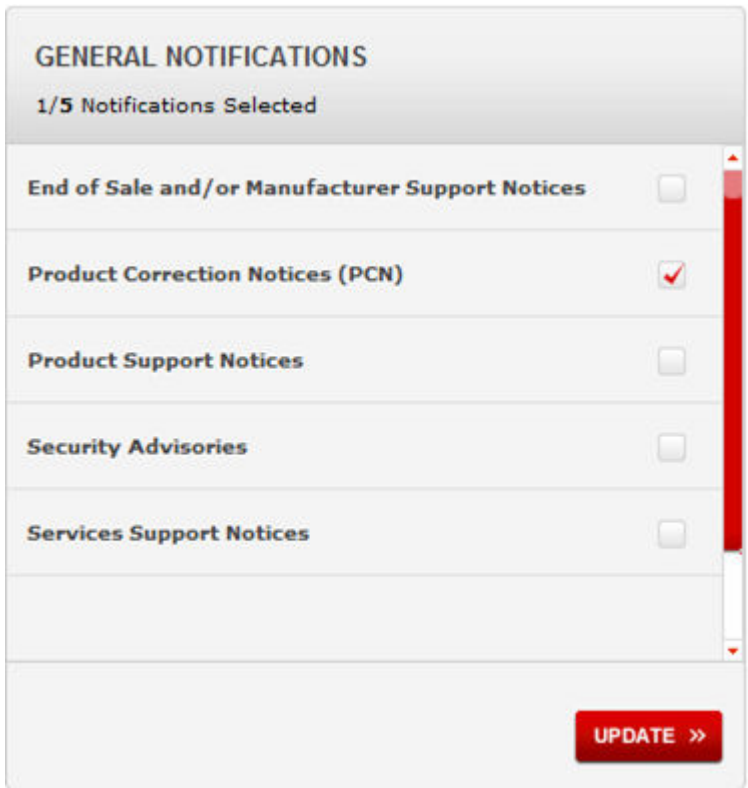 GENERAL NOTIFICATIONS
1/5 Notifications Selected
End of Sale and/or Manufacturer Support Notices
Product Correction Notices (PCN)
Product Support Notices
Security Advisories
Services Support Notices
UPDATE »